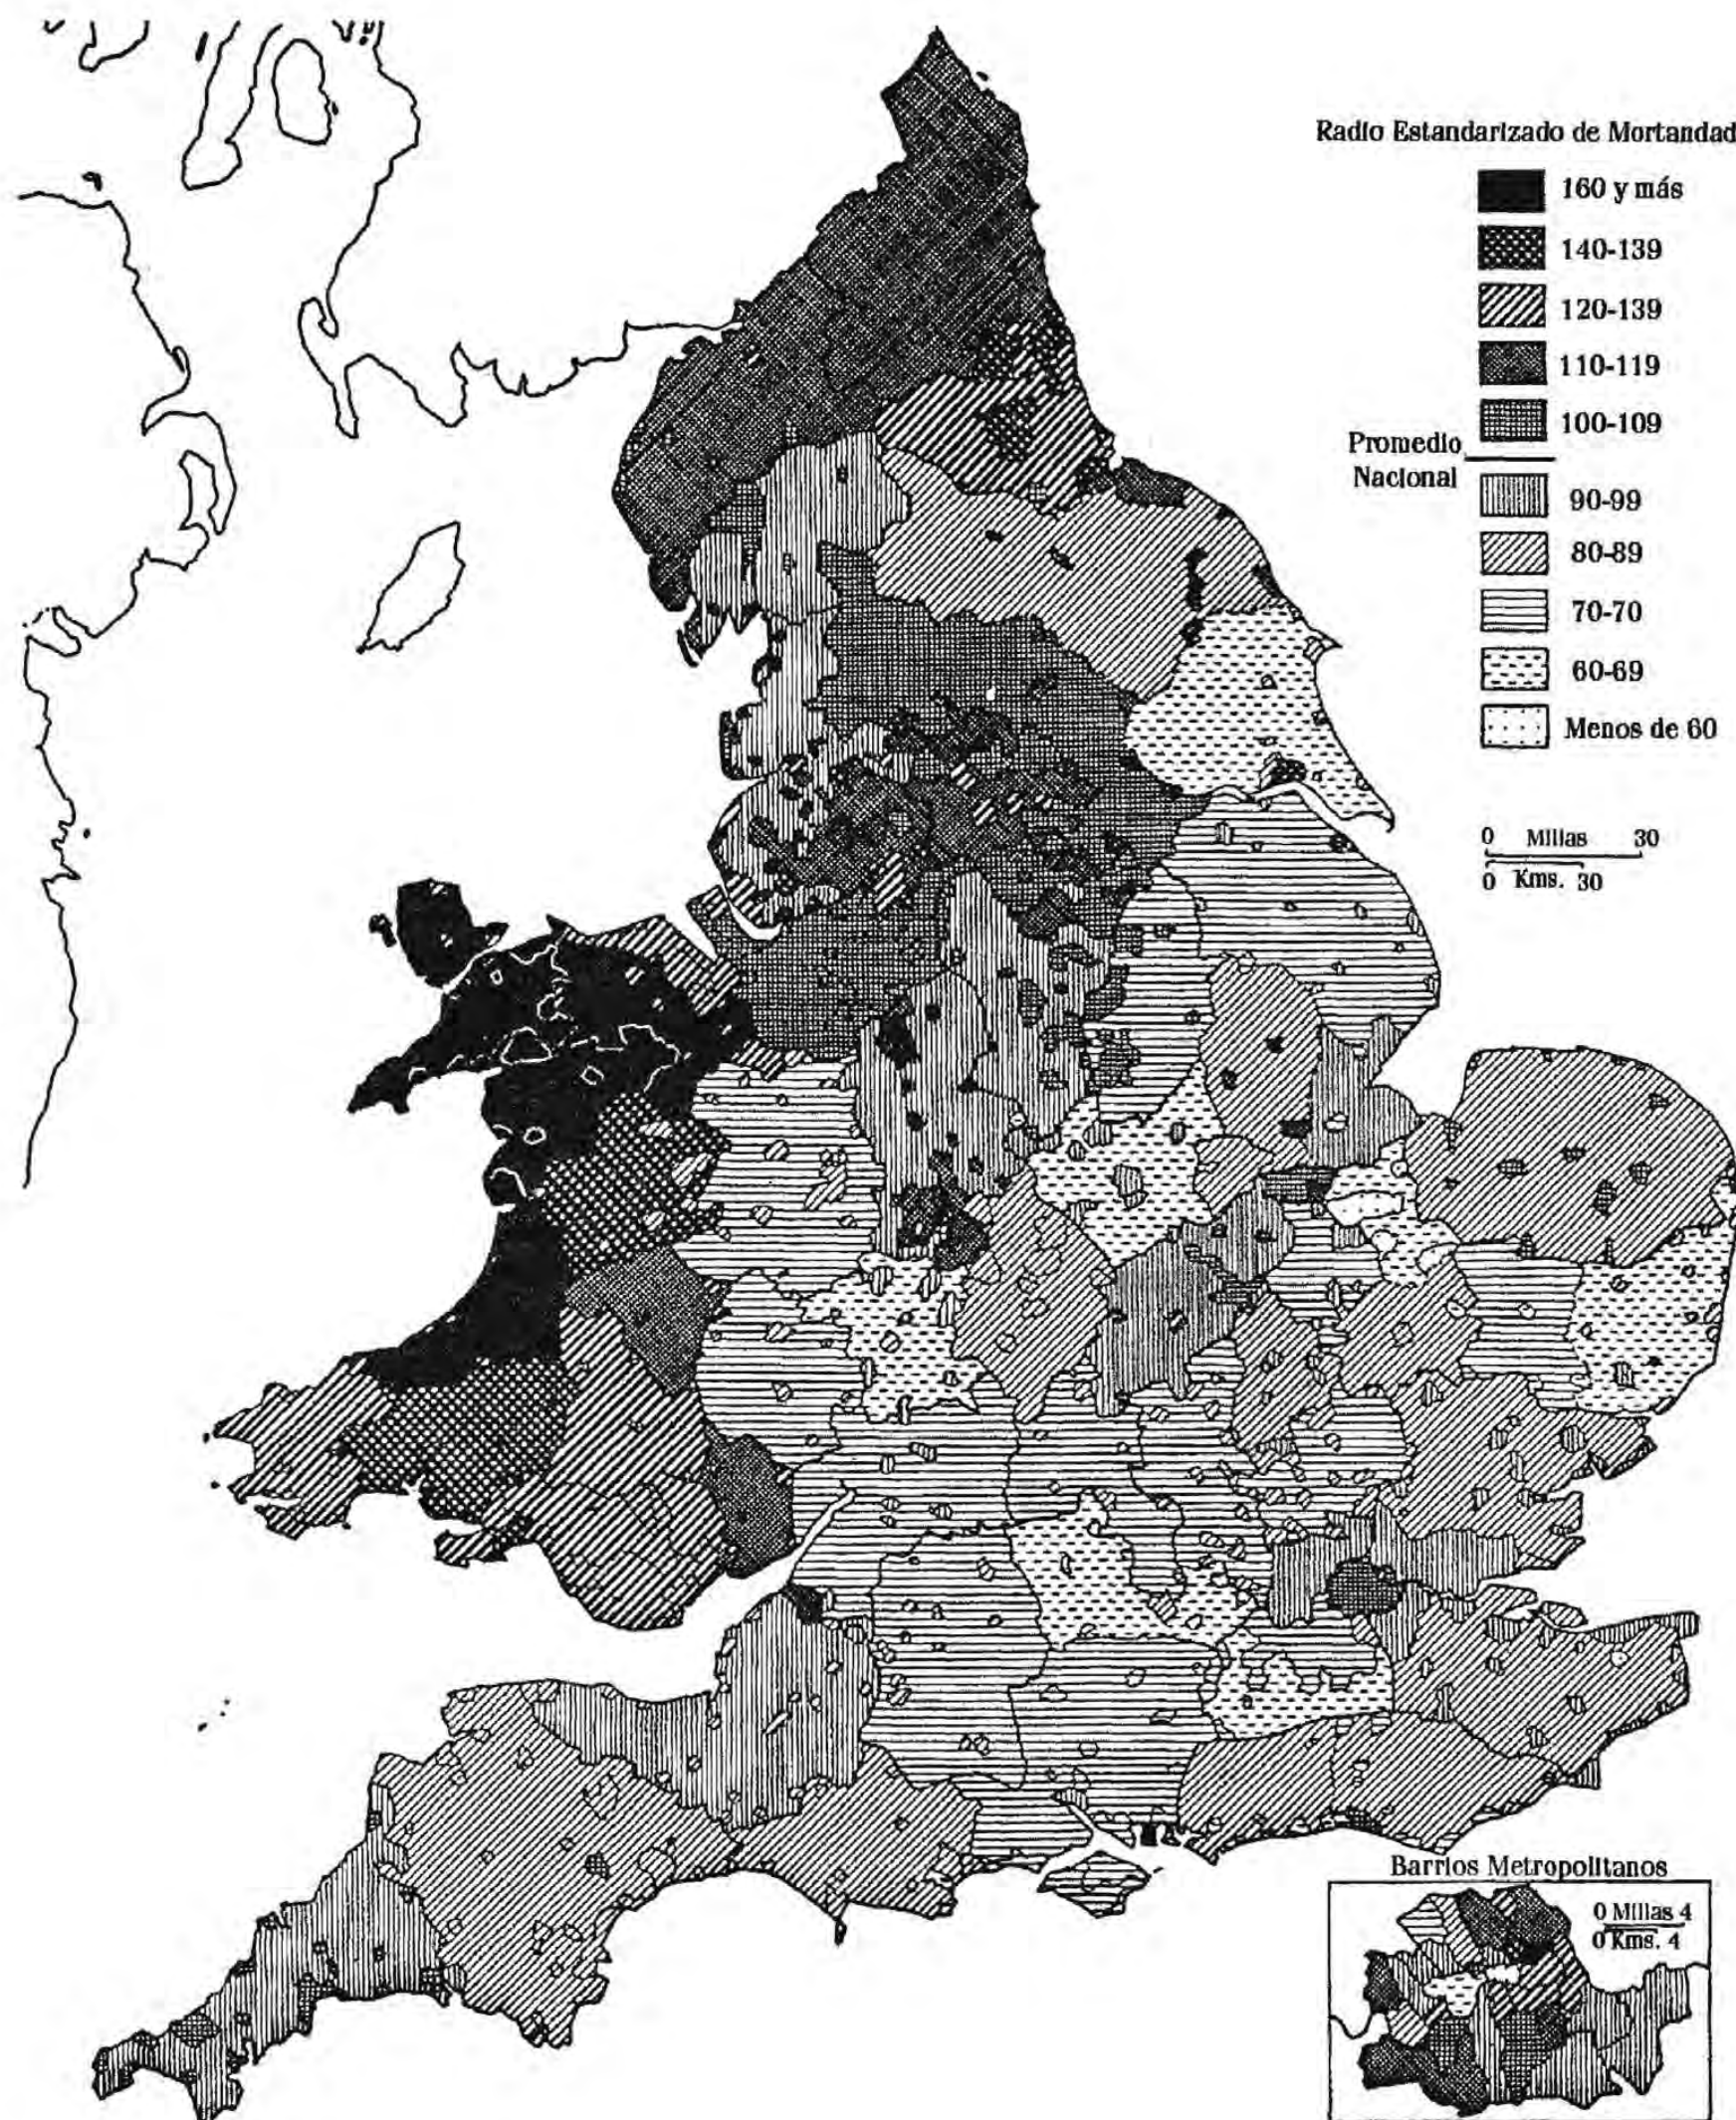 Radio Estandarizado de Mortandad
160 y más
140-139
120-139
110-119
100-109
Promedio
Nacional
90-99
80-89
70-70
60-69
Menos de 60
0 Millas 30
0 Kms. 30
Barrios Metropolitanos
0 Millas 4
0 Kms. 4